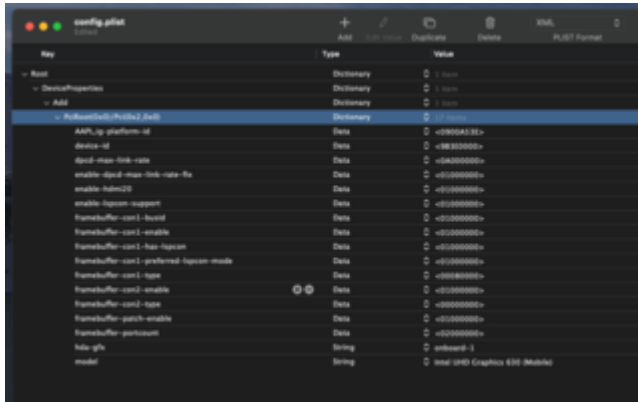 config.plist
Edited
Add Edit Value Duplicate Delete PLIST Format
XML
Key Type Value
Root Dictionary 1 item
DeviceProperties Dictionary 1 item
Add Dictionary 1 item
PciRoot(0x0)/Pci(0x2,0x0) Dictionary 17 items
AAPL,ig-platform-id Data <0900A53E>
device-id Data <9B3E0000>
dpcd-max-link-rate Data <0A000000>
enable-dpcd-max-link-rate-fix Data <01000000>
enable-hdmi20 Data <01000000>
enable-lspcon-support Data <01000000>
framebuffer-con1-busid Data
framebuffer-con1-enable Data <01000000>
framebuffer-con1-has-lspcon Data <01000000>
framebuffer-con1-preferred-lspcon-mode Data <01000000>
framebuffer-con1-type Data <00080000>
framebuffer-con2-enable Data <01000000>
framebuffer-con2-type Data
framebuffer-patch-enable Data <01000000>
framebuffer-portcount Data <02000000>
hda-gfx String onboard-1
model String Intel UHD Graphics 630 (Mobile)